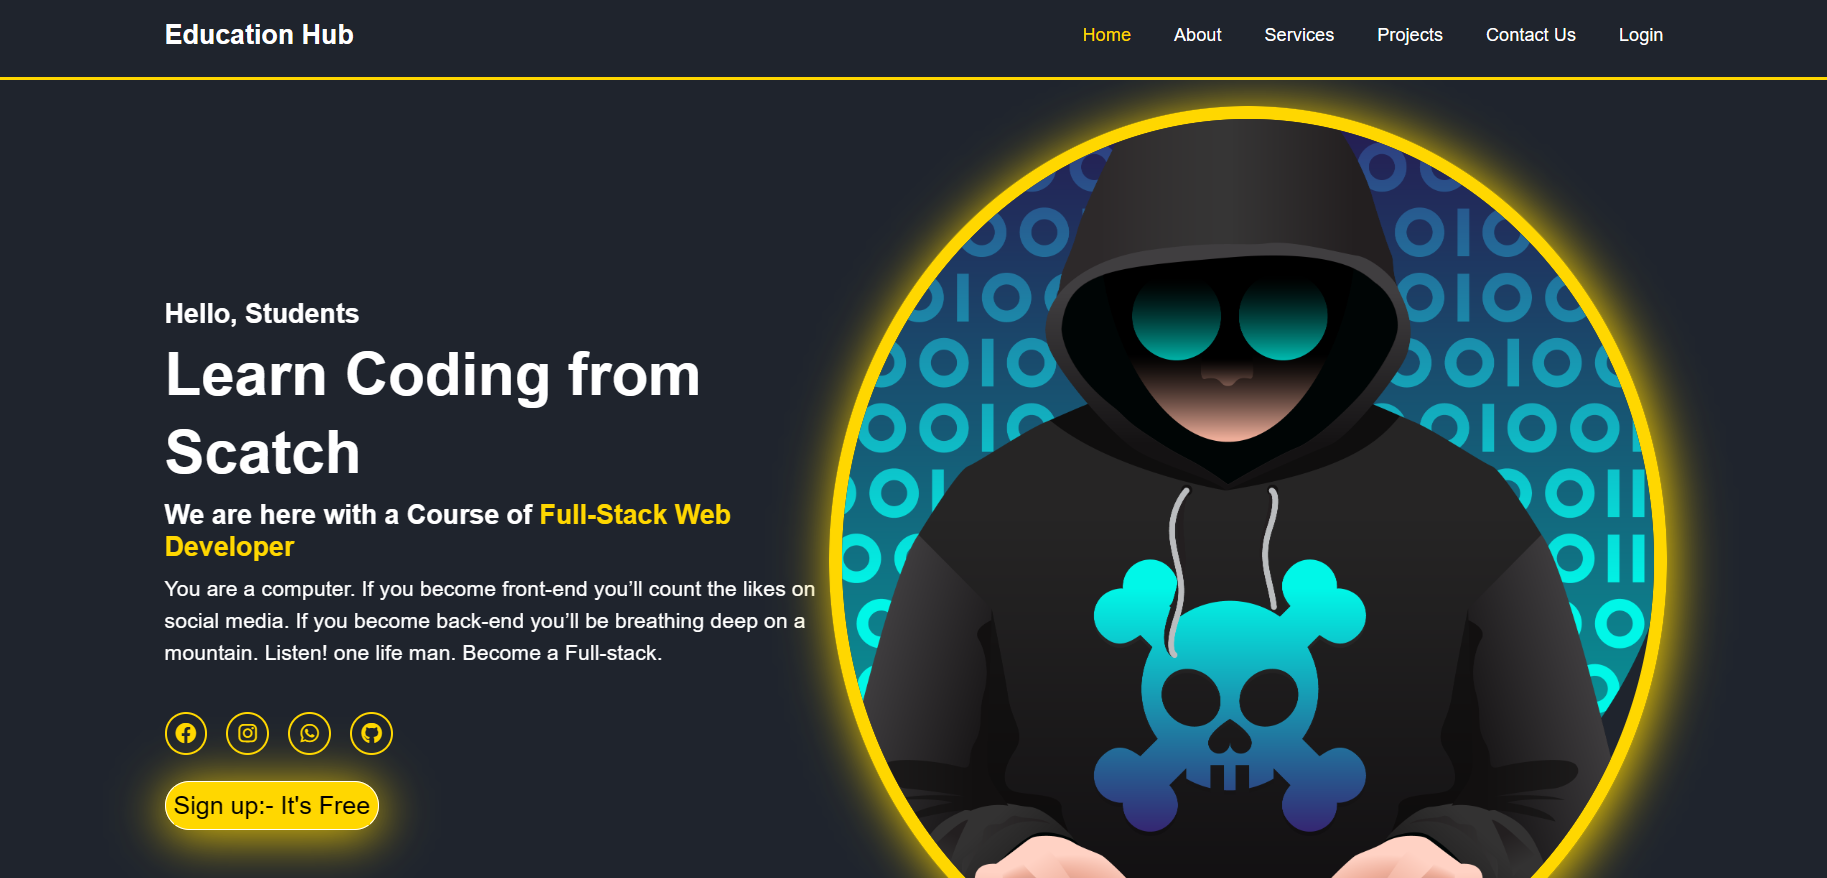 Education Hub
Home About Services Projects Contact Us Login
Hello, Students
Learn Coding from
Scatch
We are here with a Course of Full-Stack Web
Developer
You are a computer. If you become front-end you’ll count the likes on
social media. If you become back-end you’ll be breathing deep on a
mountain. Listen! one life man. Become a Full-stack.
Sign up:- It's Free